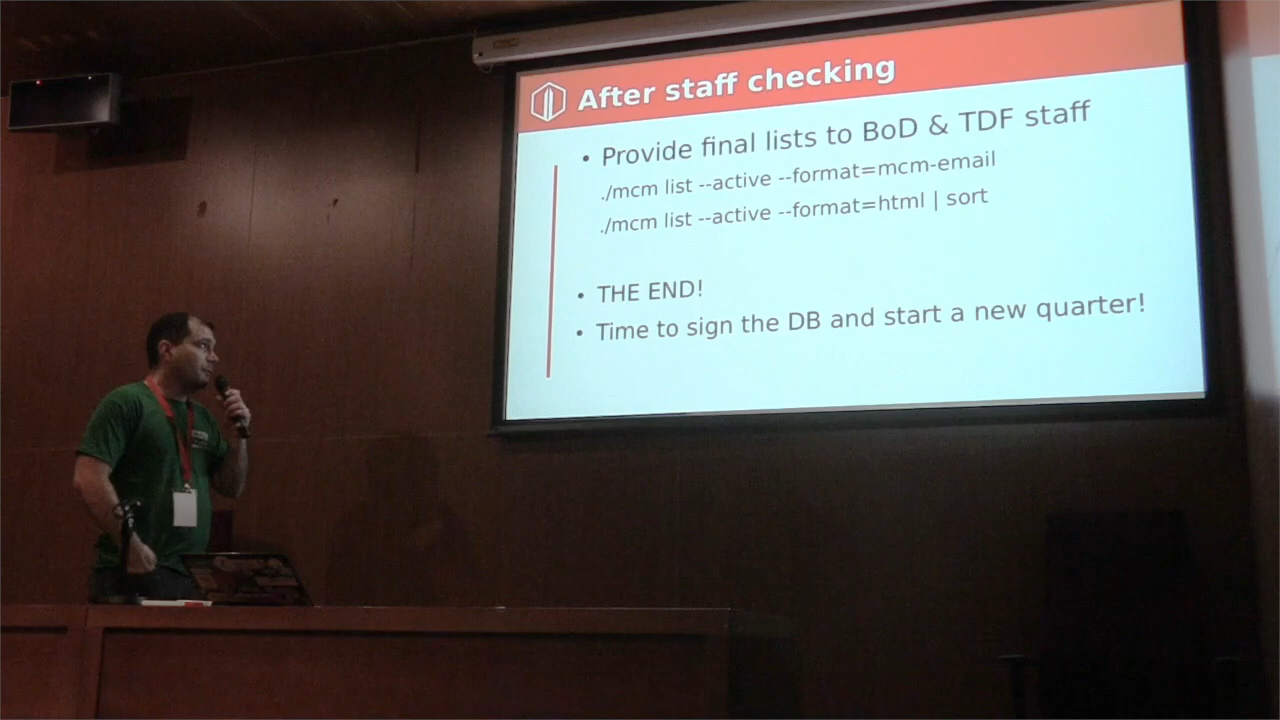 After staff checking
• Provide final lists to BoD & TDF staff
./mcm list --active --format=mcm-email
./mcm list --active --format=html | sort
• THE END!
• Time to sign the DB and start a new quarter!